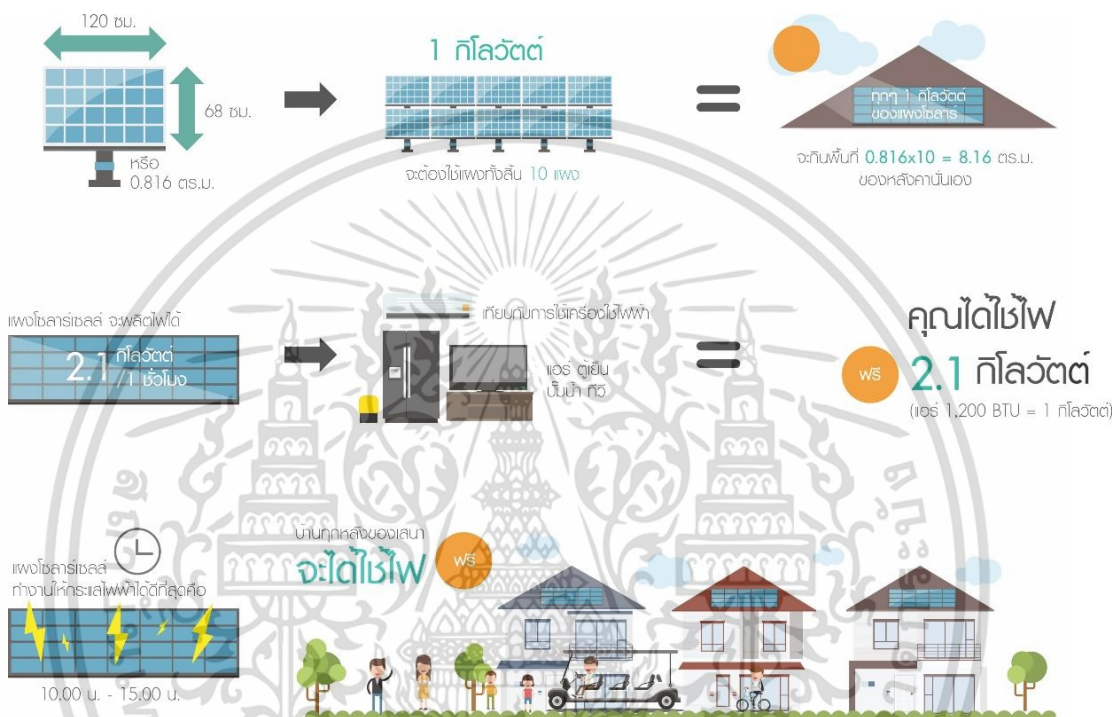 120 ซม.
68 ซม.
หรือ
0.816 ตร.ม.
1 กิโลวัตต์
จะต้องใช้แผงทั้งสิ้น 10 แผง
ทุกๆ 1 กิโลวัตต์
ของแผงโซลาร์
จะกินพื้นที่ 0.816x10 = 8.16 ตร.ม.
ของหลังคานั่นเอง
แผงโซลาร์เซลล์ จะผลิตไฟได้
2.1 กิโลวัตต์
/1 ชั่วโมง
เทียบกับการใช้เครื่องใช้ไฟฟ้า
แอร์ ตู้เย็น
ปั๊มน้ำ ทีวี
คุณได้ใช้ไฟ
ฟรี 2.1 กิโลวัตต์
(แอร์ 1,200 BTU = 1 กิโลวัตต์)
แผงโซลาร์เซลล์
ทำงานให้กระแสไฟฟ้าได้ดีที่สุดคือ
10.00 น. - 15.00 น.
บ้านทุกหลังของเสนา
จะได้ใช้ไฟ ฟรี